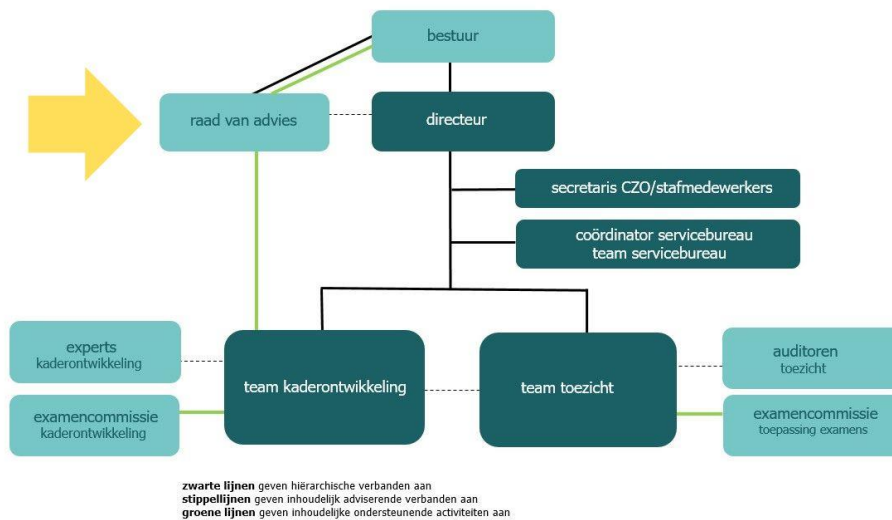 bestuur
raad van advies
directeur
secretaris CZO/stafmedewerkers
coördinator servicebureau
team servicebureau
experts
kaderontwikkeling
team kaderontwikkeling
team toezicht
auditoren
toezicht
examencommissie
kaderontwikkeling
examencommissie
toepassing examens
zwarte lijnen geven hiërarchische verbanden aan
stippellijnen geven inhoudelijk adviserende verbanden aan
groene lijnen geven inhoudelijke ondersteunende activiteiten aan